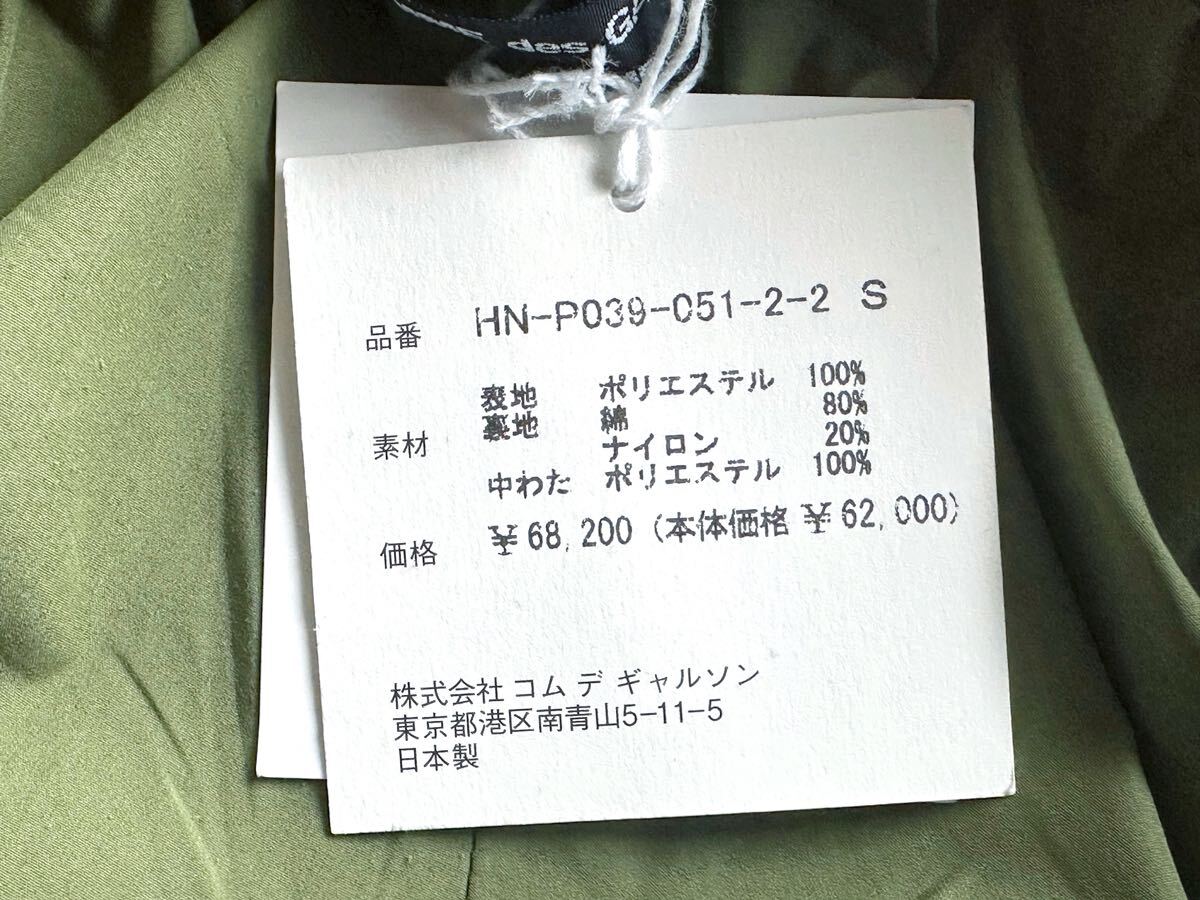 des
品番 HN-P039-051-2-2 S
素材 表地 ポリエステル 100%
裏地 綿 80%
ナイロン 20%
中わた ポリエステル 100%
価格 ¥68,200 (本体価格 ¥62,000)
株式会社 コム デ ギャルソン
東京都港区南青山5-11-5
日本製